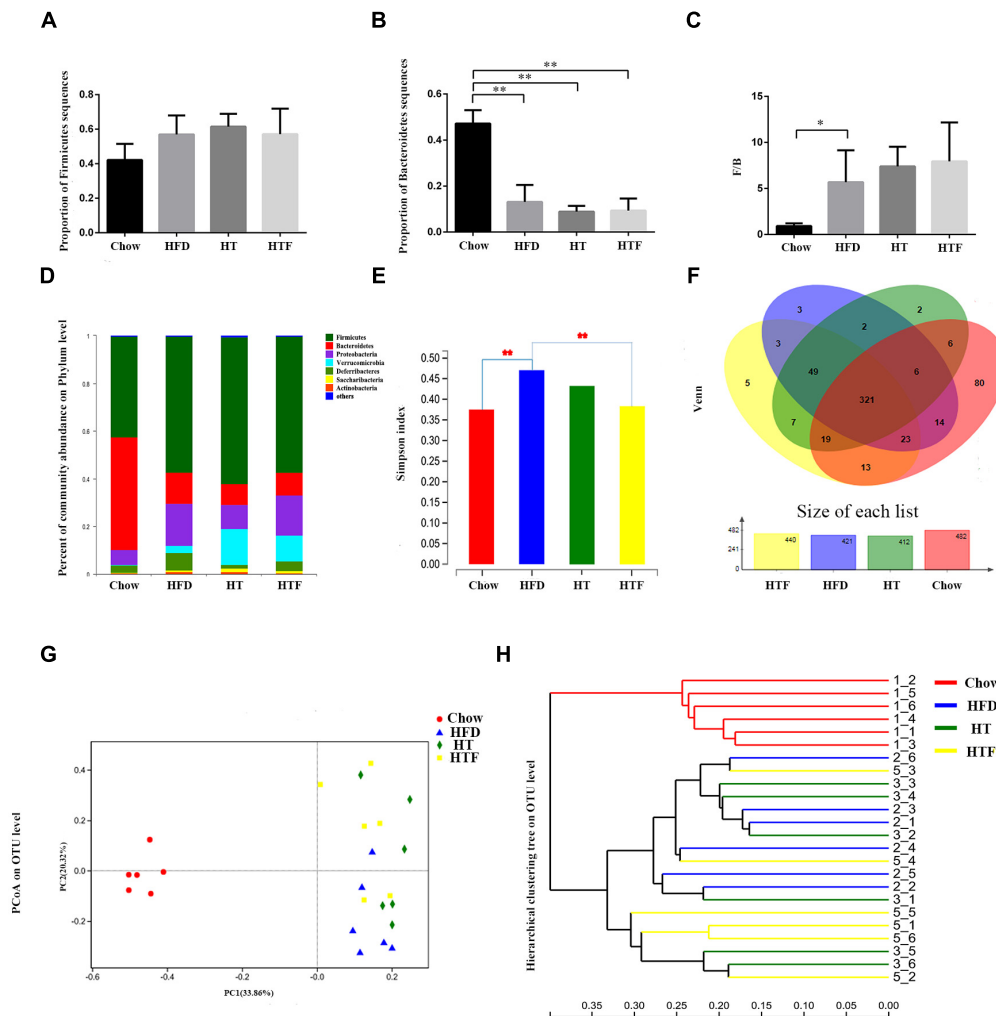 A
B
C
Proportion of Firmicutes sequences
0.8
0.6
0.4
0.2
0.0
Chow HFD HT HTF
Proportion of Bacteroidetes sequences
0.6
0.4
0.2
0.0
**
**
**
Chow HFD HT HTF
F/B
15
10
5
0
*
Chow HFD HT HTF
D
E
F
Percent of community abundance on Phylum level
1
0.8
0.6
0.4
0.2
0
Chow HFD HT HTF
Firmicutes
Bacteroidetes
Proteobacteria
Verrucomicrobia
Deferribacteres
Saccharibacteria
Actinobacteria
others
Simpson index
0.50
0.45
0.40
0.35
0.30
0.25
0.20
0.15
0.10
0.05
0.00
**
**
Chow HFD HT HTF
Venn
3
2
3
2
6
5
49
6
80
321
7
14
19
23
13
Size of each list
482
241
0
440
421
412
482
HTF HFD HT Chow
G
H
PCoA on OTU level
PC2(20.32%)
0.4
0.2
0.0
-0.2
-0.6 -0.4 -0.2 -0.0 0.2
PC1(33.86%)
Chow
HFD
HT
HTF
Hierarchical clustering tree on OTU level
1_2
1_5
1_6
1_4
1_1
1_3
2_6
5_3
3_3
3_4
2_3
2_1
3_2
2_4
5_4
2_5
2_2
3_1
5_5
5_1
5_6
3_5
3_6
5_2
0.35 0.30 0.25 0.20 0.15 0.10 0.05 0.00
Chow
HFD
HT
HTF